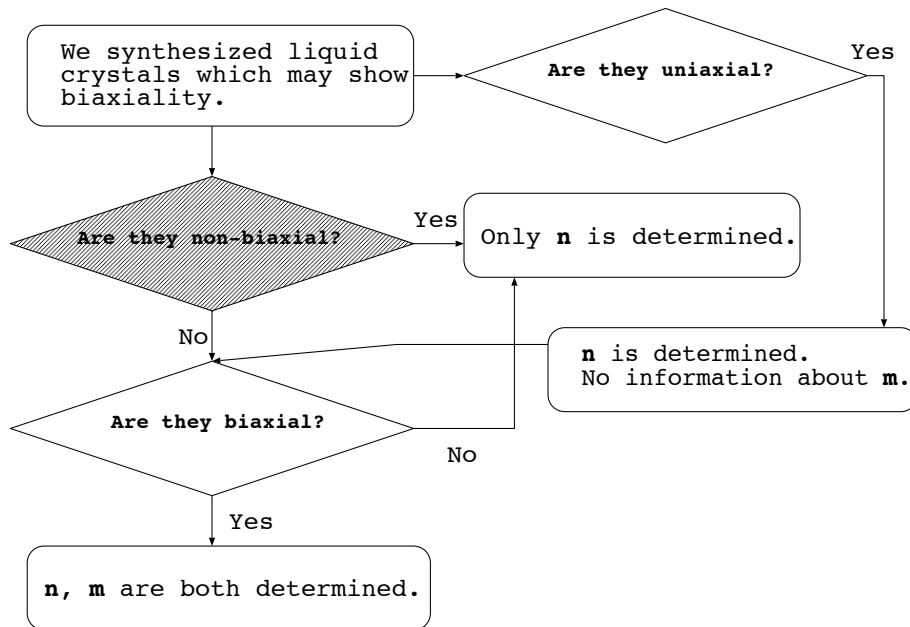 We synthesized liquid
crystals which may show
biaxiality.
Are they uniaxial?
Yes
Are they non-biaxial?
Yes
Only n is determined.
No
n is determined.
No information about m.
Are they biaxial?
No
Yes
n, m are both determined.